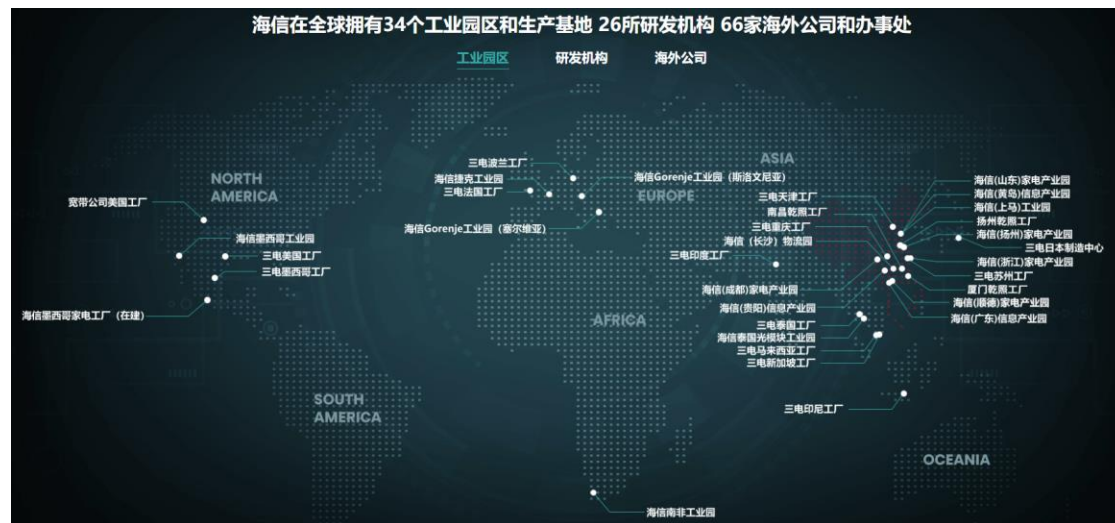 海信在全球拥有34个工业园区和生产基地 26所研发机构 66家海外公司和办事处
工业园区 研发机构 海外公司
NORTH
AMERICA
宽带公司美国工厂
海信墨西哥工业园
三电美国工厂
三电墨西哥工厂
海信墨西哥家电工厂（在建）
SOUTH
AMERICA
三电波兰工厂
海信捷克工业园
三电法国工厂
海信Gorenje工业园（斯洛文尼亚）
EUROPE
海信Gorenje工业园（塞尔维亚）
AFRICA
海信南非工业园
ASIA
三电天津工厂
南昌乾照工厂
三电重庆工厂
海信（长沙）物流园
三电印度工厂
海信(成都)家电产业园
海信(贵阳)信息产业园
三电泰国工厂
海信泰国光模块工业园
三电马来西亚工厂
三电新加坡工厂
三电印尼工厂
海信(山东)家电产业园
海信(黄岛)信息产业园
海信(上马)工业园
扬州乾照工厂
海信(扬州)家电产业园
三电日本制造中心
海信(浙江)家电产业园
三电苏州工厂
厦门乾照工厂
海信(顺德)家电产业园
海信(广东)信息产业园
OCEANIA